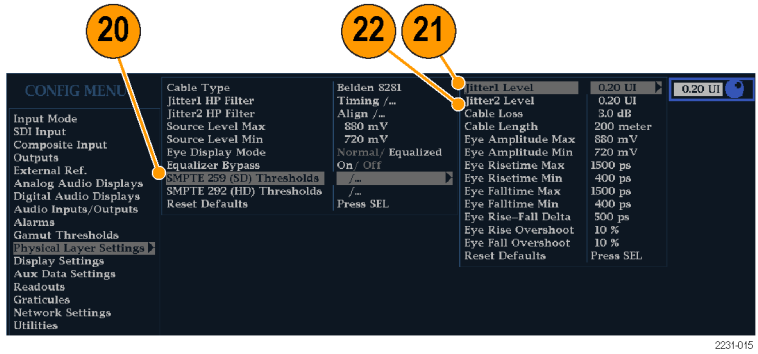 20
22
21
CONFIG MENU
Input Mode
SDI Input
Composite Input
Outputs
External Ref.
Analog Audio Displays
Digital Audio Displays
Audio Inputs/Outputs
Alarms
Gamut Thresholds
Physical Layer Settings
Display Settings
Aux Data Settings
Readouts
Graticules
Network Settings
Utilities
Cable Type Belden 8281
Jitter1 HP Filter Timing /...
Jitter2 HP Filter Align /...
Source Level Max 880 mV
Source Level Min 720 mV
Eye Display Mode Normal/ Equalized
Equalizer Bypass On/ Off
SMPTE 259 (SD) Thresholds /...
SMPTE 292 (HD) Thresholds /...
Reset Defaults Press SEL
Jitter1 Level 0.20 UI
Jitter2 Level 0.20 UI
Cable Loss 3.0 dB
Cable Length 200 meter
Eye Amplitude Max 880 mV
Eye Amplitude Min 720 mV
Eye Risetime Max 1500 ps
Eye Risetime Min 400 ps
Eye Falltime Max 1500 ps
Eye Falltime Min 400 ps
Eye Rise-Fall Delta 500 ps
Eye Rise Overshoot 10 %
Eye Fall Overshoot 10 %
Reset Defaults Press SEL
0.20 UI
2231-015